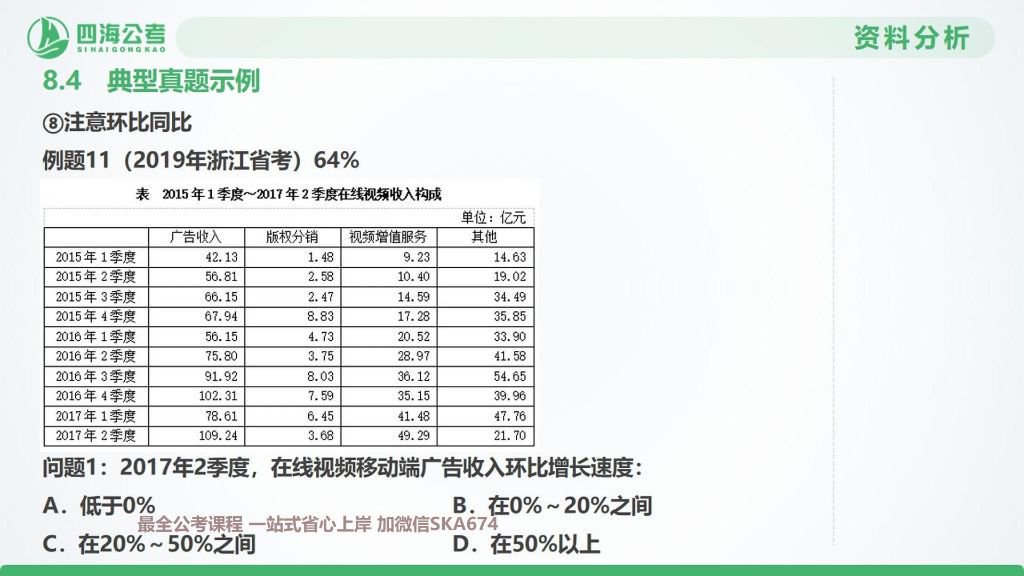 四海公考
SIHAIGONGKAO
资料分析
8.4 典型真题示例
⑧注意环比同比
例题11（2019年浙江省考）64%
表 2015年1季度～2017年2季度在线视频收入构成
单位：亿元
广告收入 版权分销 视频增值服务 其他
2015年1季度 42.13 1.48 9.23 14.63
2015年2季度 56.81 2.58 10.40 19.02
2015年3季度 66.15 2.47 14.59 34.49
2015年4季度 67.94 8.83 17.28 35.85
2016年1季度 56.15 4.73 20.52 33.90
2016年2季度 75.80 3.75 28.97 41.58
2016年3季度 91.92 8.03 36.12 54.65
2016年4季度 102.31 7.59 35.15 39.96
2017年1季度 78.61 6.45 41.48 47.76
2017年2季度 109.24 3.68 49.29 21.70
问题1：2017年2季度，在线视频移动端广告收入环比增长速度：
A．低于0% B．在0%～20%之间
最全公考课程 一站式省心上岸 加微信SKA674
C．在20%～50%之间 D．在50%以上